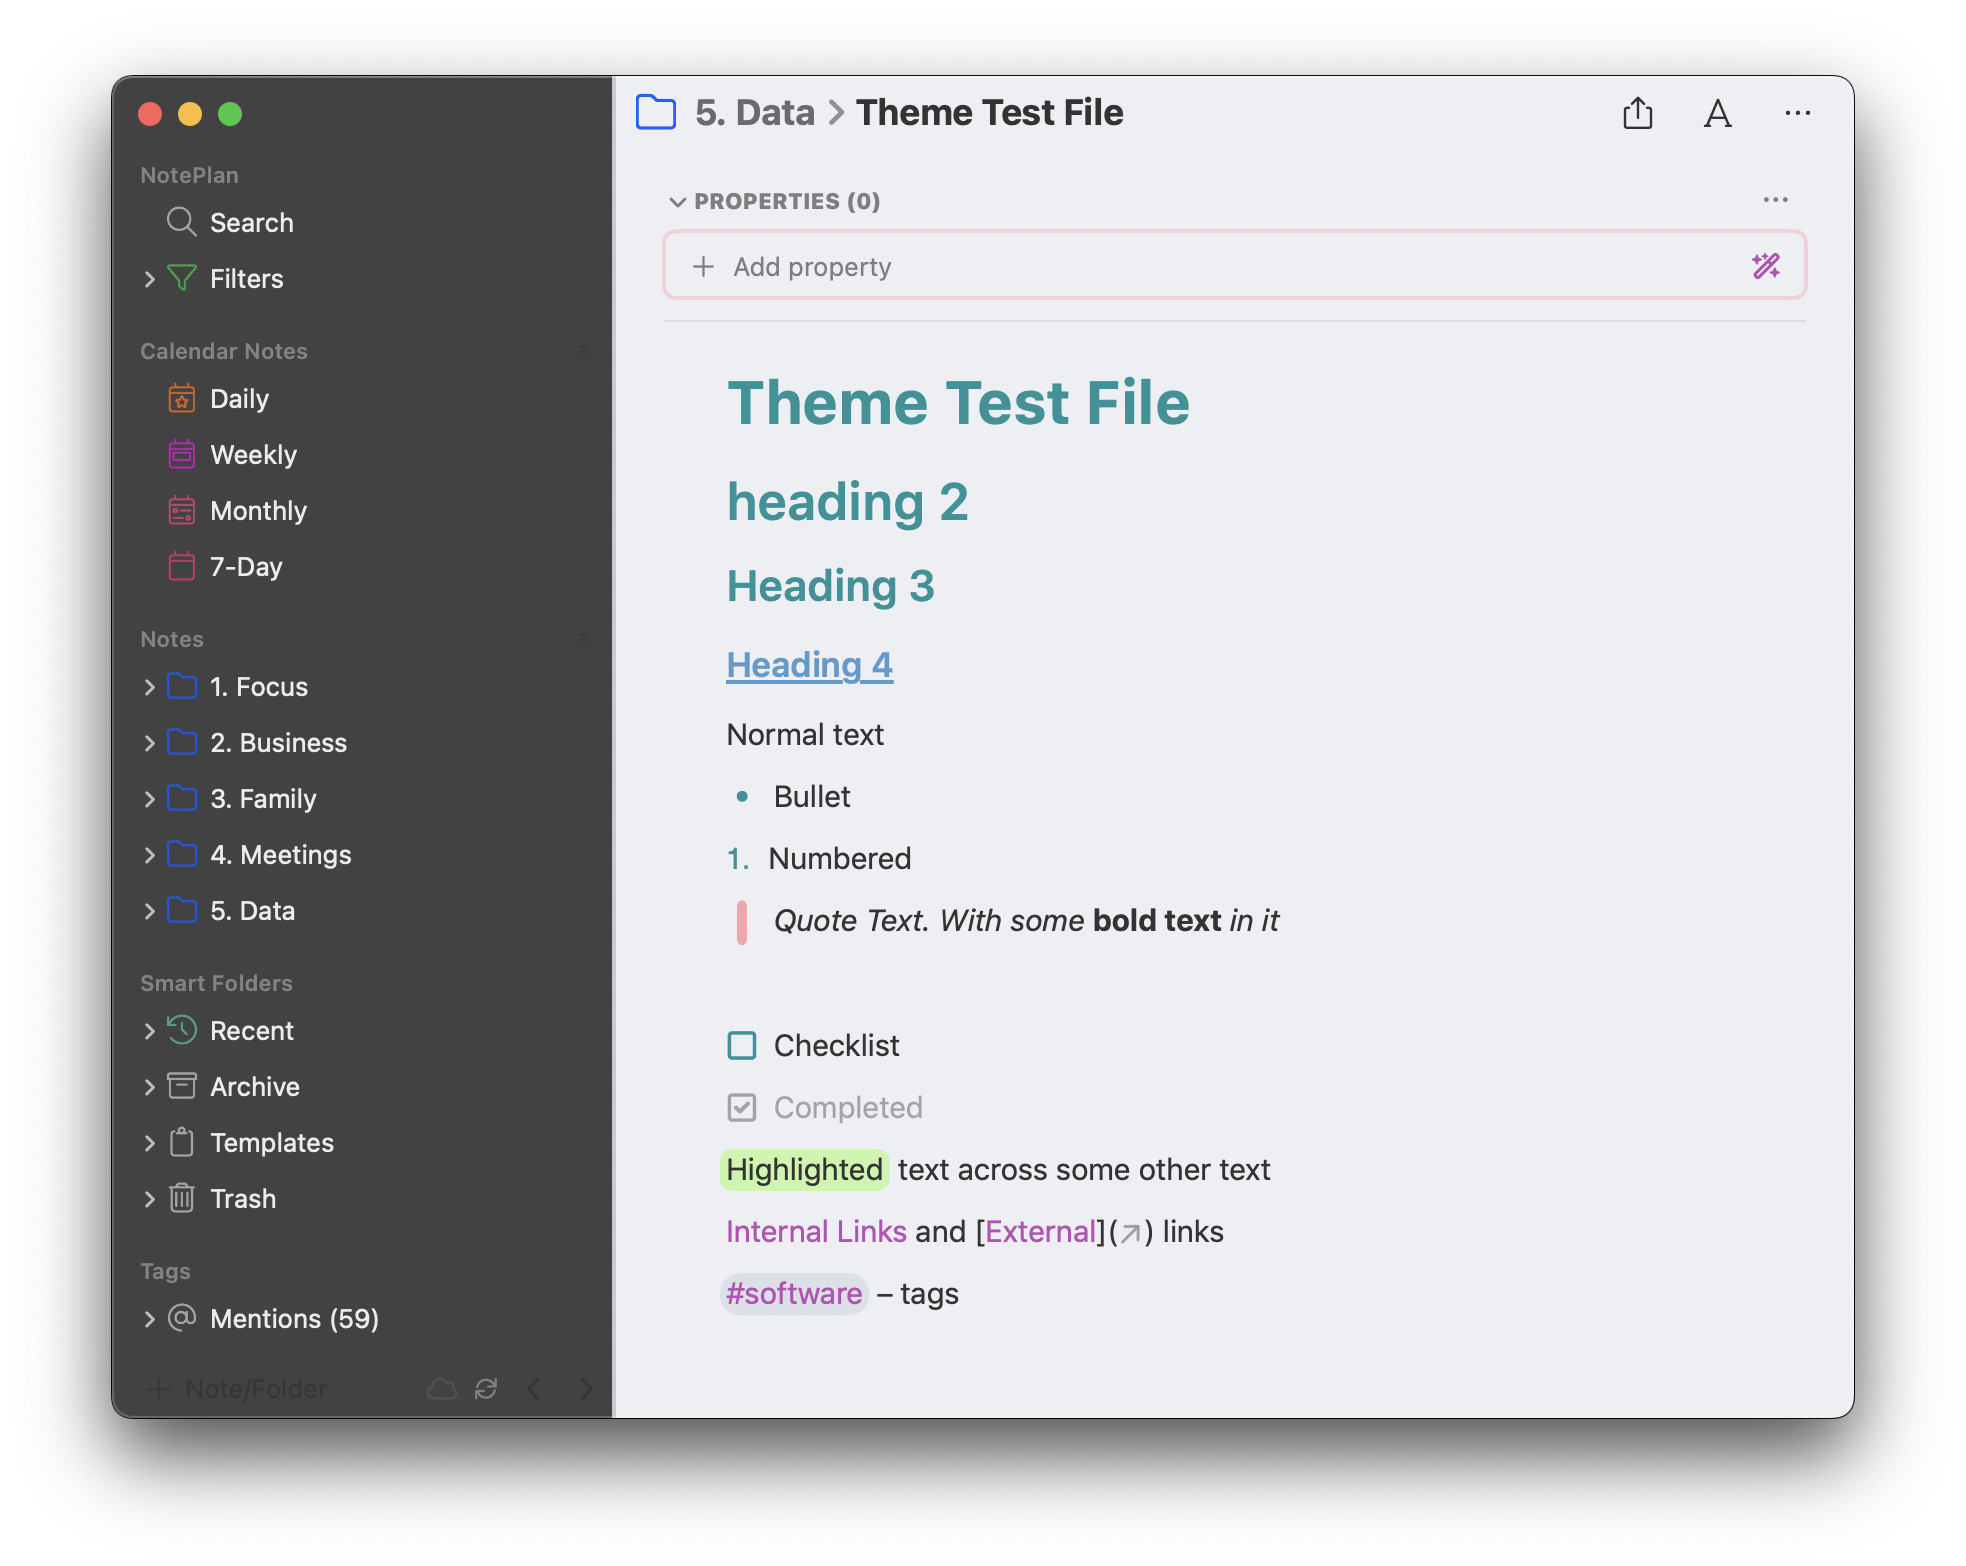 NotePlan
Search
Filters
Calendar Notes
Daily
Weekly
Monthly
7-Day
Notes
1. Focus
2. Business
3. Family
4. Meetings
5. Data
Smart Folders
Recent
Archive
Templates
Trash
Tags
Mentions (59)
Note/Folder
5. Data > Theme Test File
PROPERTIES (0)
Add property
Theme Test File
heading 2
Heading 3
Heading 4
Normal text
• Bullet
1. Numbered
Quote Text. With some bold text in it
Checklist
Completed
Highlighted text across some other text
Internal Links and [External](↗) links
#software – tags